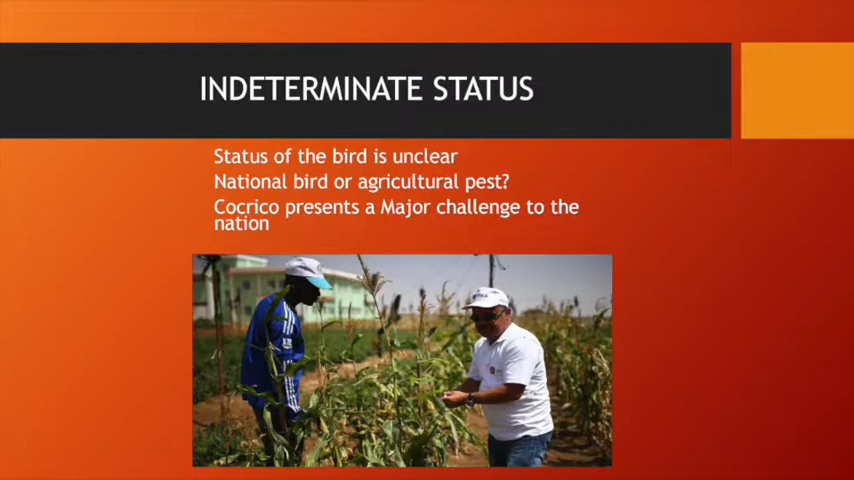 INDETERMINATE STATUS
Status of the bird is unclear
National bird or agricultural pest?
Cocrico presents a Major challenge to the
nation